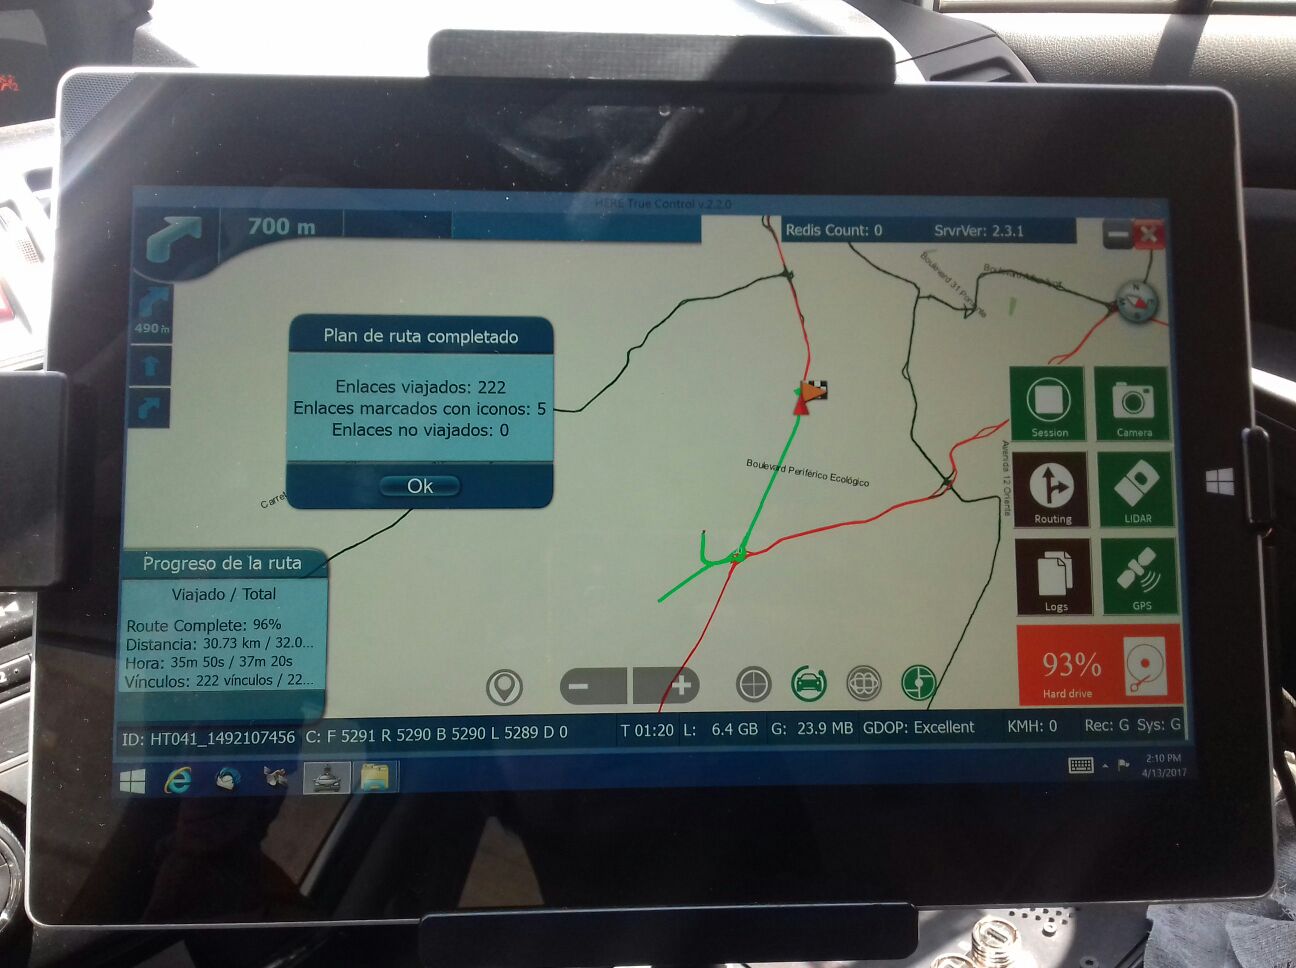 HERE True Control v.2.2.0
700 m
Redis Count: 0 SrvrVer: 2.3.1
490 m
Boulevard 31 Poniente
Boulevard
N
Plan de ruta completado
Enlaces viajados: 222
Enlaces marcados con iconos: 5
Enlaces no viajados: 0
Ok
Session
Camera
Boulevard Periférico Ecológico
Avenida 12 Oriente
Routing
LIDAR
Carret
Progreso de la ruta
Viajado / Total
Route Complete: 96%
Distancia: 30.73 km / 32.0...
Hora: 35m 50s / 37m 20s
Vínculos: 222 vínculos / 22...
Logs
GPS
93%
Hard drive
ID: HT041_1492107456 C: F 5291 R 5290 B 5290 L 5289 D 0 T 01:20 L: 6.4 GB G: 23.9 MB GDOP: Excellent KMH: 0 Rec: G Sys: G
2:10 PM
4/13/2017